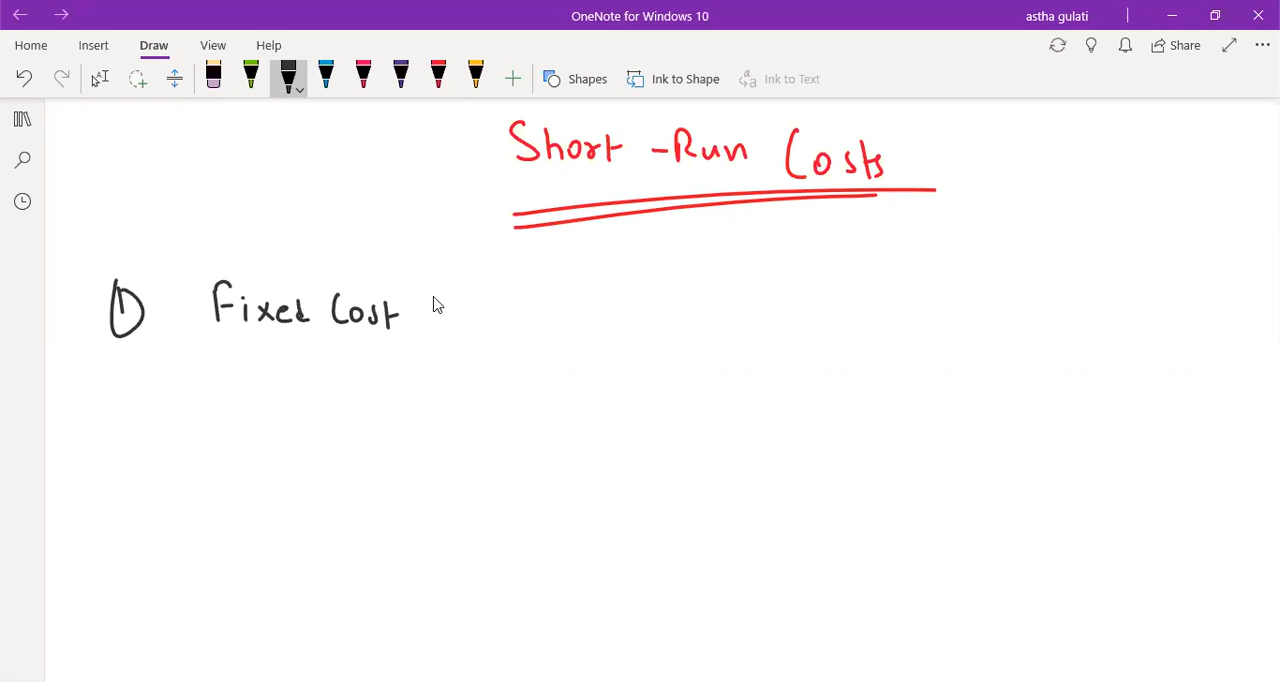 OneNote for Windows 10
astha gulati
Home Insert Draw View Help
Share
Shapes Ink to Shape Ink to Text
Short-Run Costs
① Fixed Cost